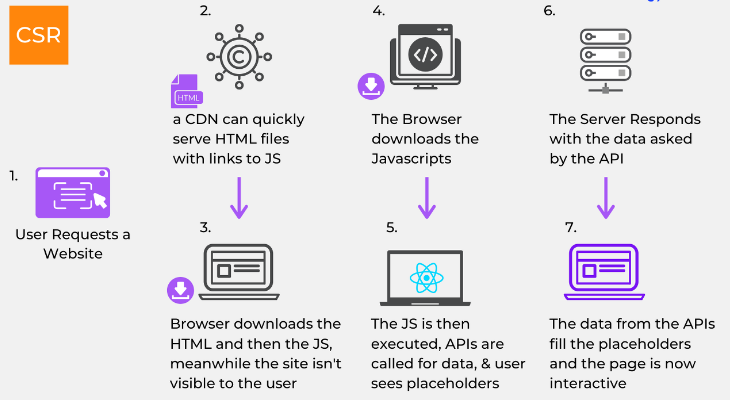 CSR
1.
User Requests a
Website
2.
HTML
a CDN can quickly
serve HTML files
with links to JS
3.
Browser downloads the
HTML and then the JS,
meanwhile the site isn't
visible to the user
4.
The Browser
downloads the
Javascripts
5.
The JS is then
executed, APIs are
called for data, & user
sees placeholders
6.
The Server Responds
with the data asked
by the API
7.
The data from the APIs
fill the placeholders
and the page is now
interactive